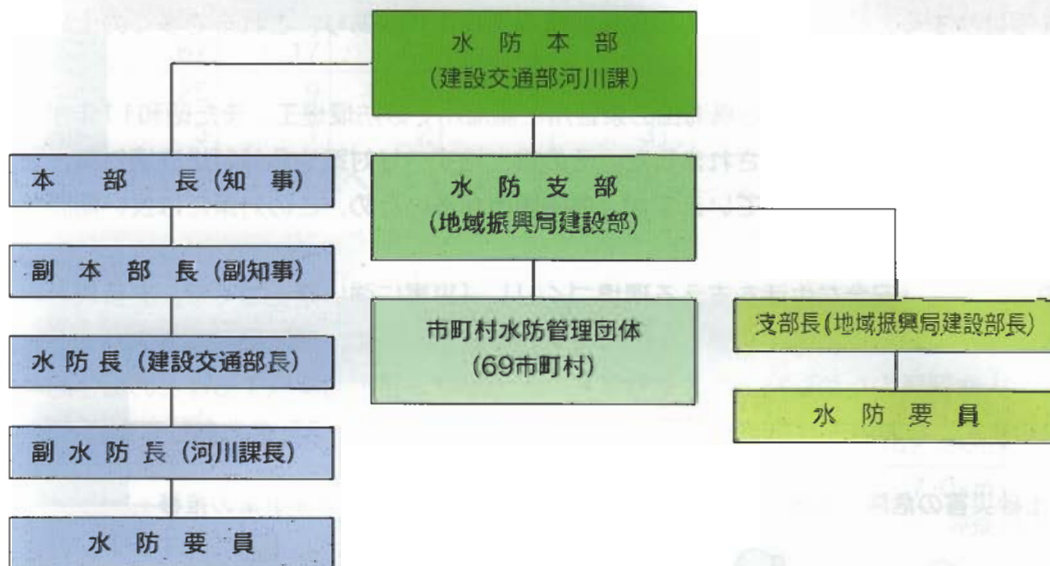 水防本部
(建設交通部河川課)
本部長(知事)
副本部長(副知事)
水防長(建設交通部長)
副水防長(河川課長)
水防要員
水防支部
(地域振興局建設部)
市町村水防管理団体
(69市町村)
支部長(地域振興局建設部長)
水防要員